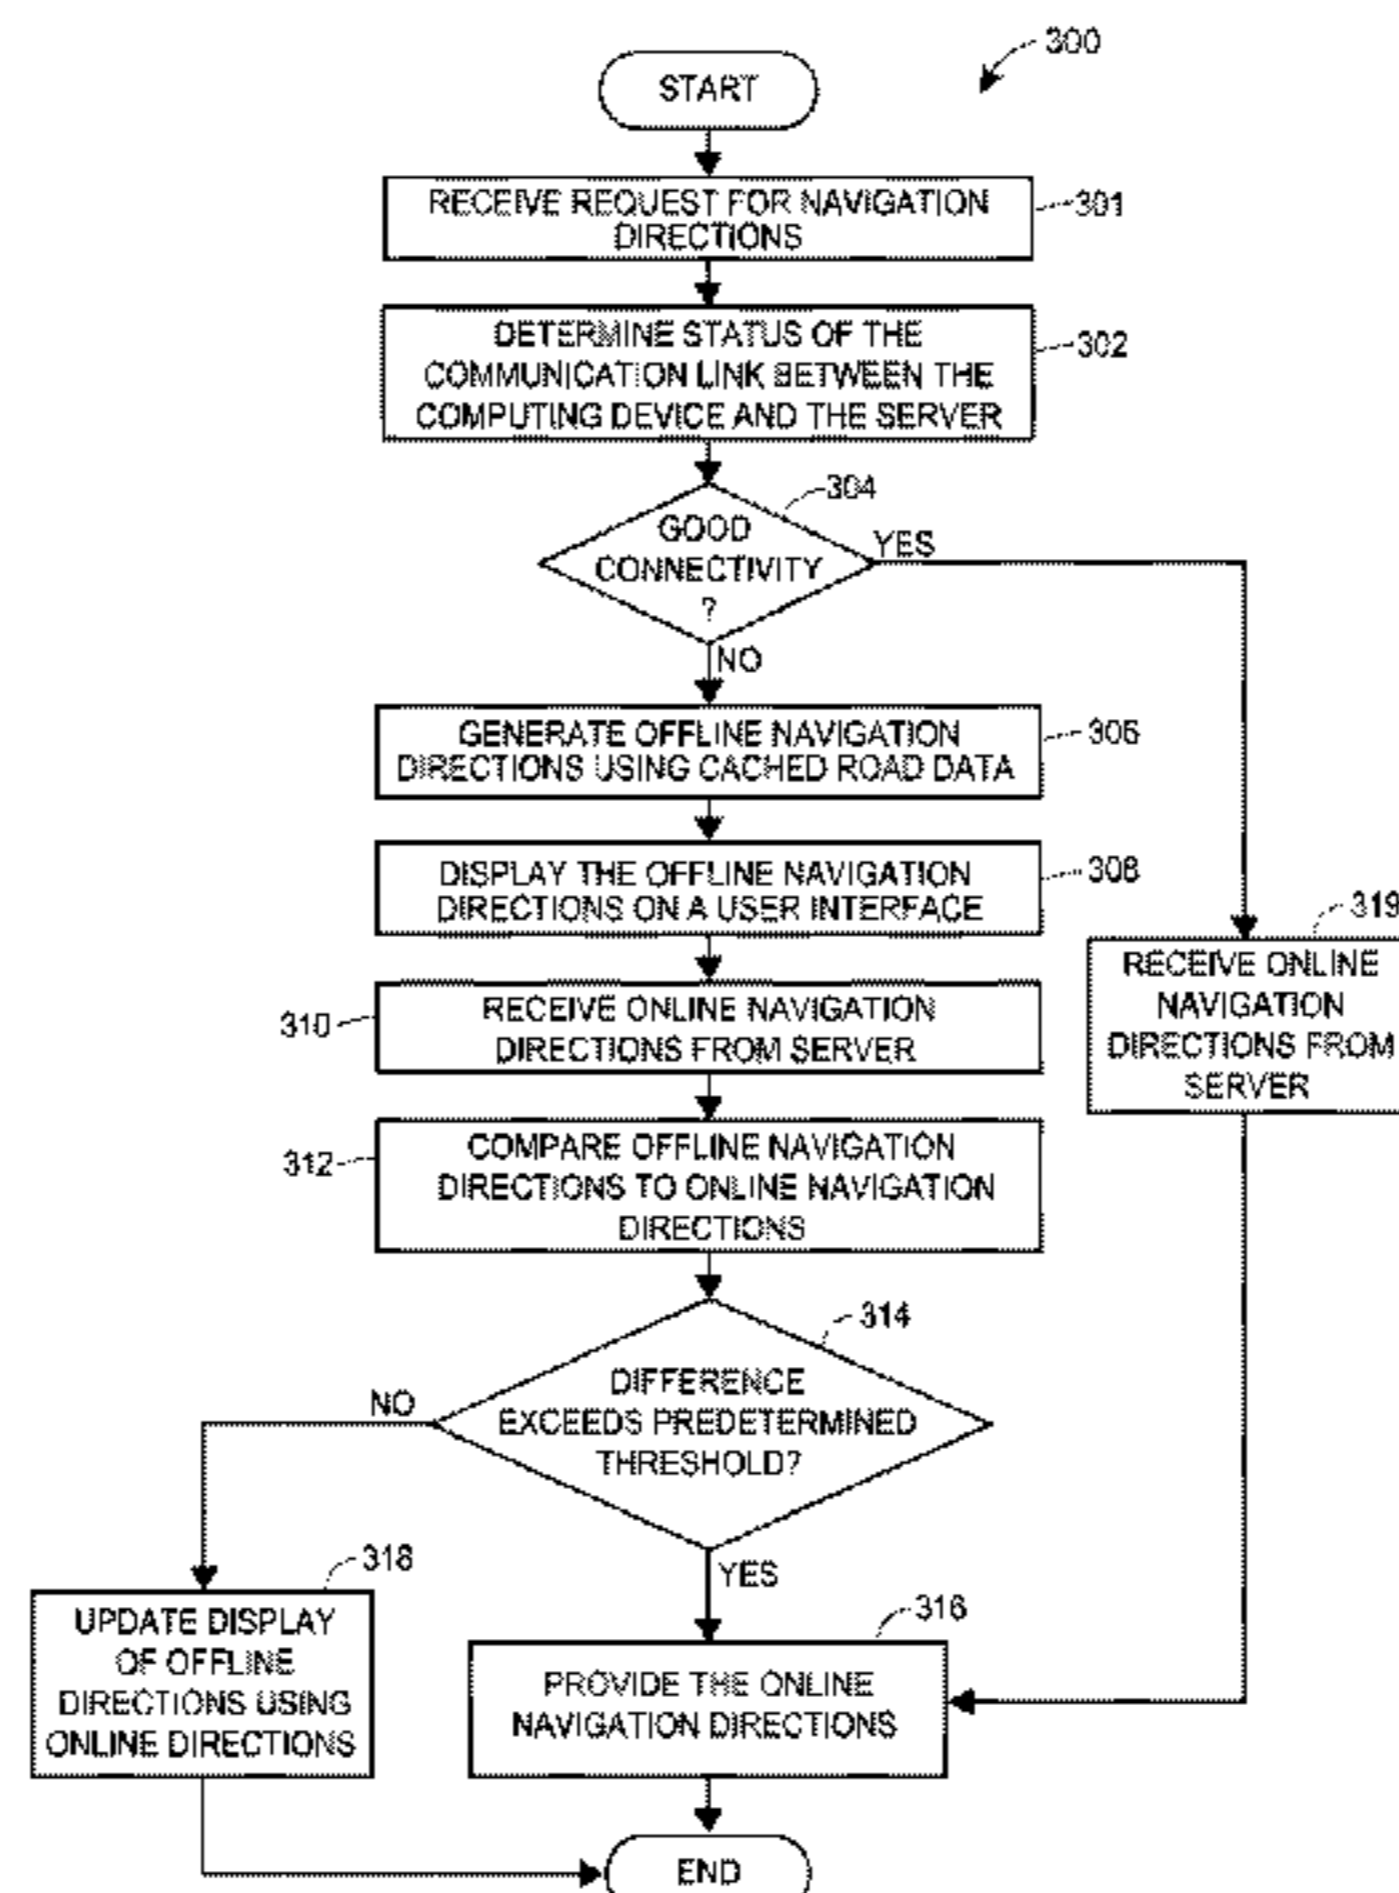 300
START
RECEIVE REQUEST FOR NAVIGATION
DIRECTIONS
301
DETERMINE STATUS OF THE
COMMUNICATION LINK BETWEEN THE
COMPUTING DEVICE AND THE SERVER
302
304
GOOD
CONNECTIVITY
?
YES
NO
GENERATE OFFLINE NAVIGATION
DIRECTIONS USING CACHED ROAD DATA
306
DISPLAY THE OFFLINE NAVIGATION
DIRECTIONS ON A USER INTERFACE
308
319
RECEIVE ONLINE
NAVIGATION
DIRECTIONS FROM
SERVER
310
RECEIVE ONLINE NAVIGATION
DIRECTIONS FROM SERVER
312
COMPARE OFFLINE NAVIGATION
DIRECTIONS TO ONLINE NAVIGATION
DIRECTIONS
314
DIFFERENCE
EXCEEDS PREDETERMINED
THRESHOLD?
NO
YES
318
UPDATE DISPLAY
OF OFFLINE
DIRECTIONS USING
ONLINE DIRECTIONS
316
PROVIDE THE ONLINE
NAVIGATION DIRECTIONS
END